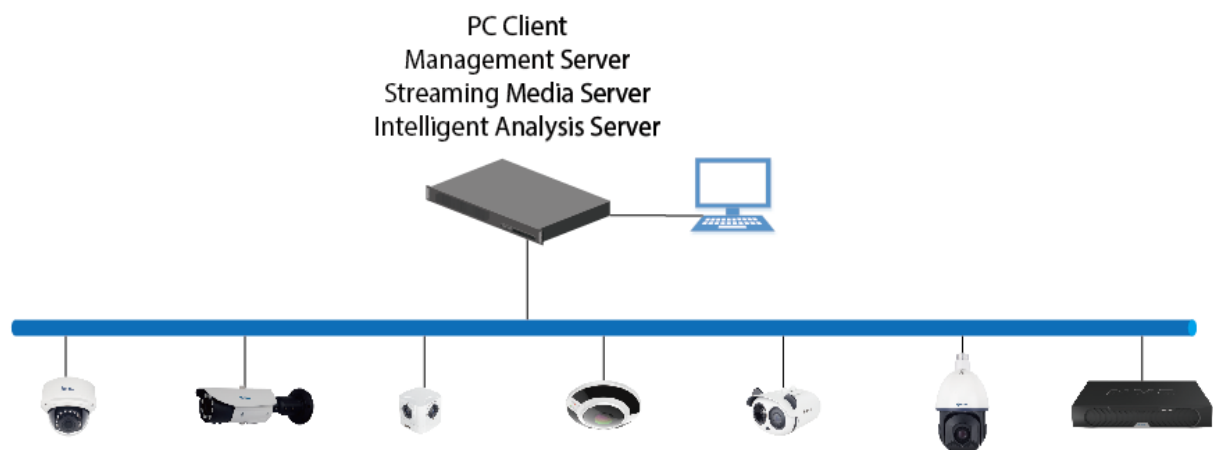 PC Client
Management Server
Streaming Media Server
Intelligent Analysis Server